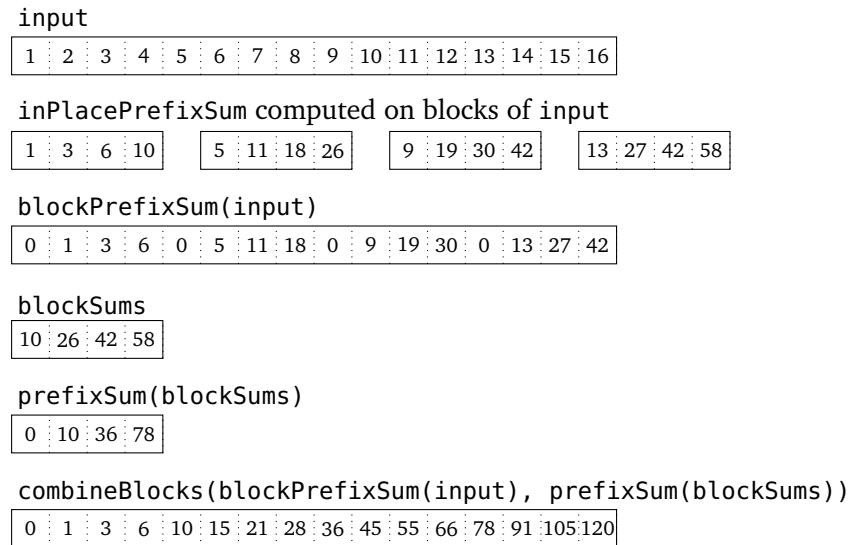 input
1 2 3 4 5 6 7 8 9 10 11 12 13 14 15 16
inPlacePrefixSum computed on blocks of input
1 3 6 10 5 11 18 26 9 19 30 42 13 27 42 58
blockPrefixSum(input)
0 1 3 6 0 5 11 18 0 9 19 30 0 13 27 42
blockSums
10 26 42 58
prefixSum(blockSums)
0 10 36 78
combineBlocks(blockPrefixSum(input), prefixSum(blockSums))
0 1 3 6 10 15 21 28 36 45 55 66 78 91 105 120